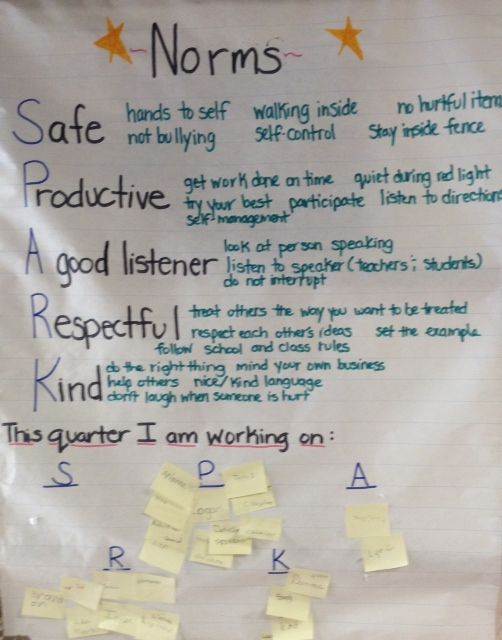 ~Norms~
Safe hands to self walking inside no hurtful items
not bullying self-control stay inside fence
Productive get work done on time quiet during red light
try your best participate listen to directions
self management
A good listener look at person speaking
listen to speaker (teachers; students)
do not interrupt
Respectful treat others the way you want to be treated
respect each other's ideas set the example
follow school and class rules
Kind do the right thing mind your own business
help others nice/kind language
don't laugh when someone is hurt
This quarter I am working on:
S P A
R K